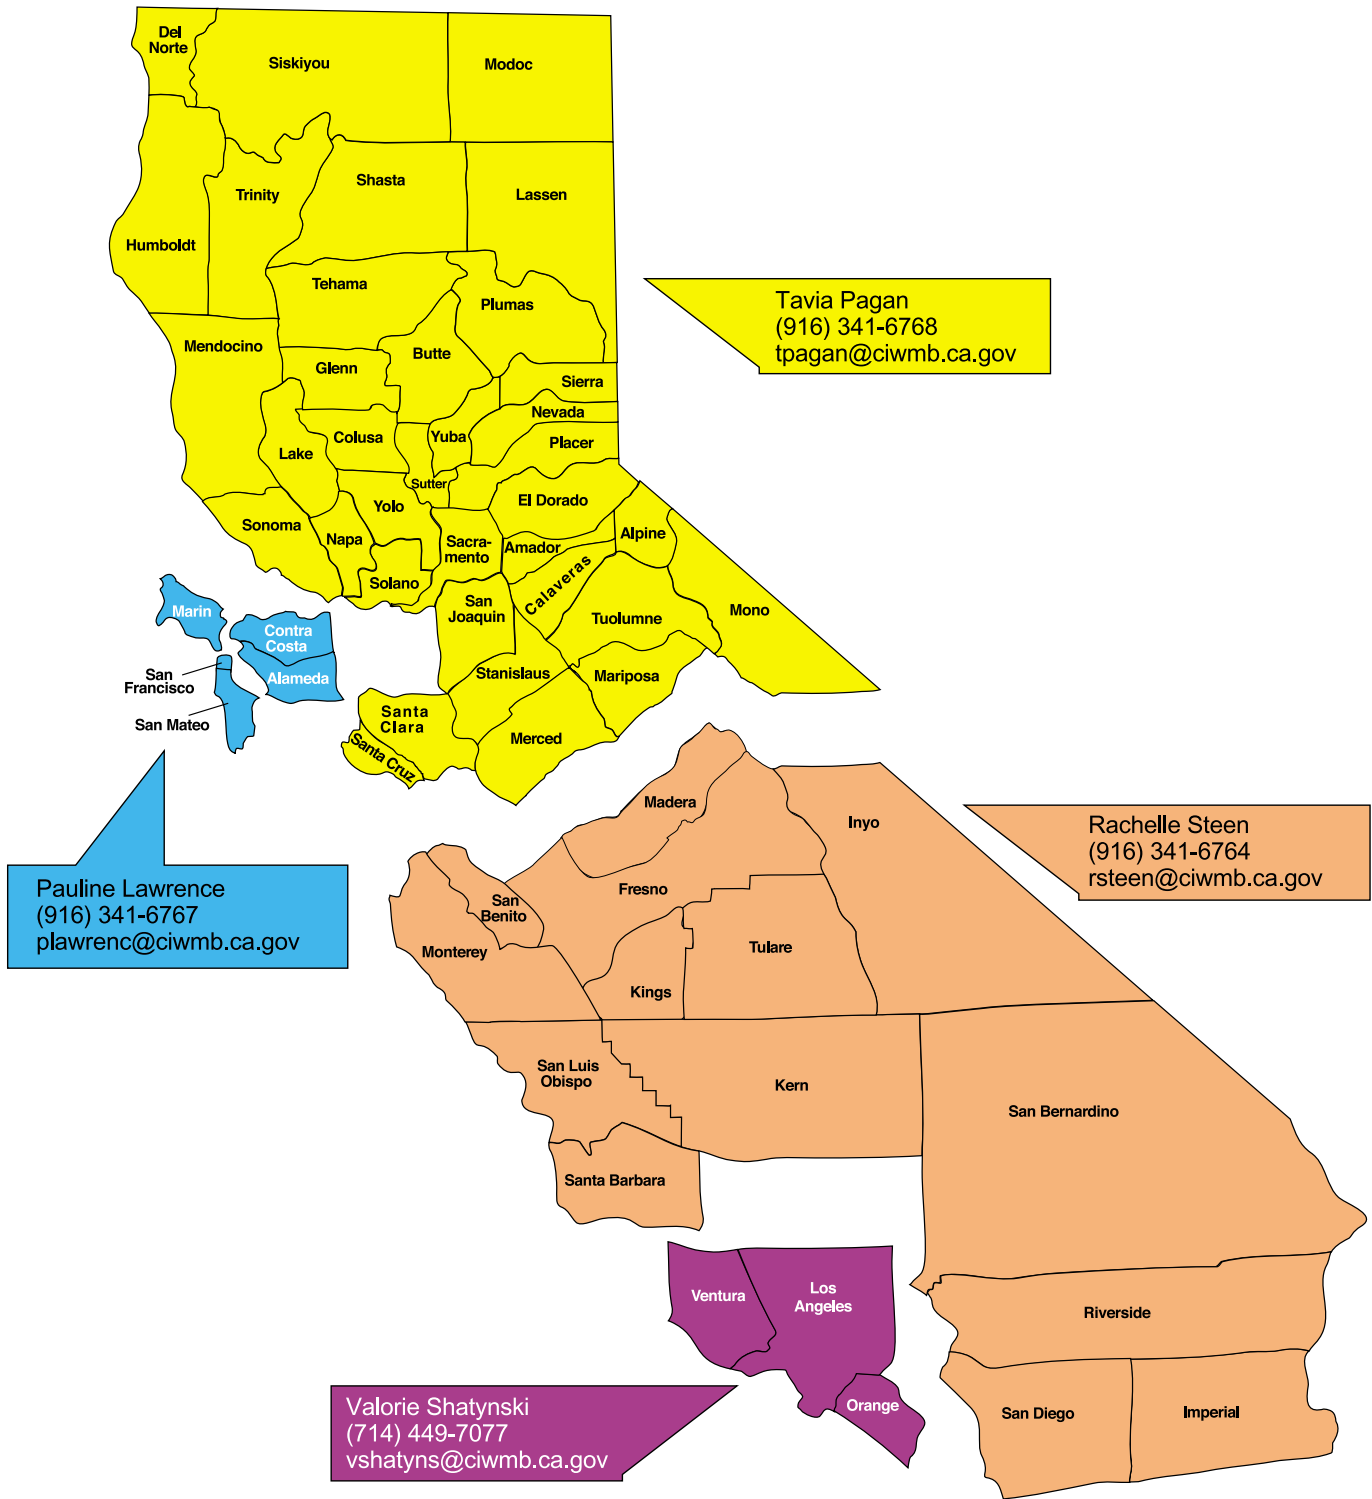 Del
Norte
Siskiyou
Modoc
Trinity
Shasta
Lassen
Humboldt
Tehama
Plumas
Mendocino
Butte
Glenn
Sierra
Nevada
Colusa
Yuba
Placer
Lake
Sutter
El Dorado
Yolo
Sonoma
Napa
Sacra-
mento
Amador
Alpine
Solano
Calaveras
San
Joaquin
Tuolumne
Mono
Stanislaus
Mariposa
Santa
Clara
Merced
Santa Cruz
Tavia Pagan
(916) 341-6768
tpagan@ciwmb.ca.gov
Marin
Contra
Costa
Alameda
San
Francisco
San Mateo
Pauline Lawrence
(916) 341-6767
plawrenc@ciwmb.ca.gov
Madera
Inyo
Fresno
San
Benito
Monterey
Tulare
Kings
San Luis
Obispo
Kern
San Bernardino
Santa Barbara
Riverside
San Diego
Imperial
Rachelle Steen
(916) 341-6764
rsteen@ciwmb.ca.gov
Ventura
Los
Angeles
Orange
Valorie Shatynski
(714) 449-7077
vshatyns@ciwmb.ca.gov